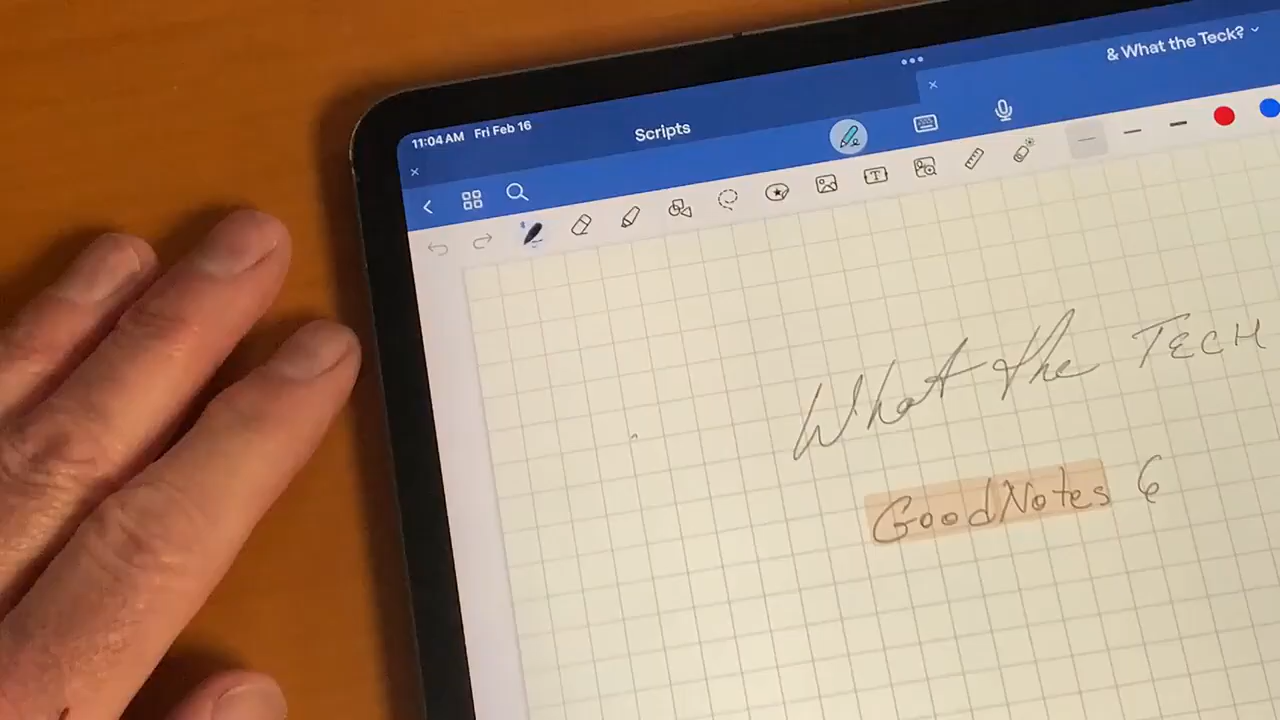 11:04 AM Fri Feb 16
Scripts
& What the Teck?
What the TECH
GoodNotes 6